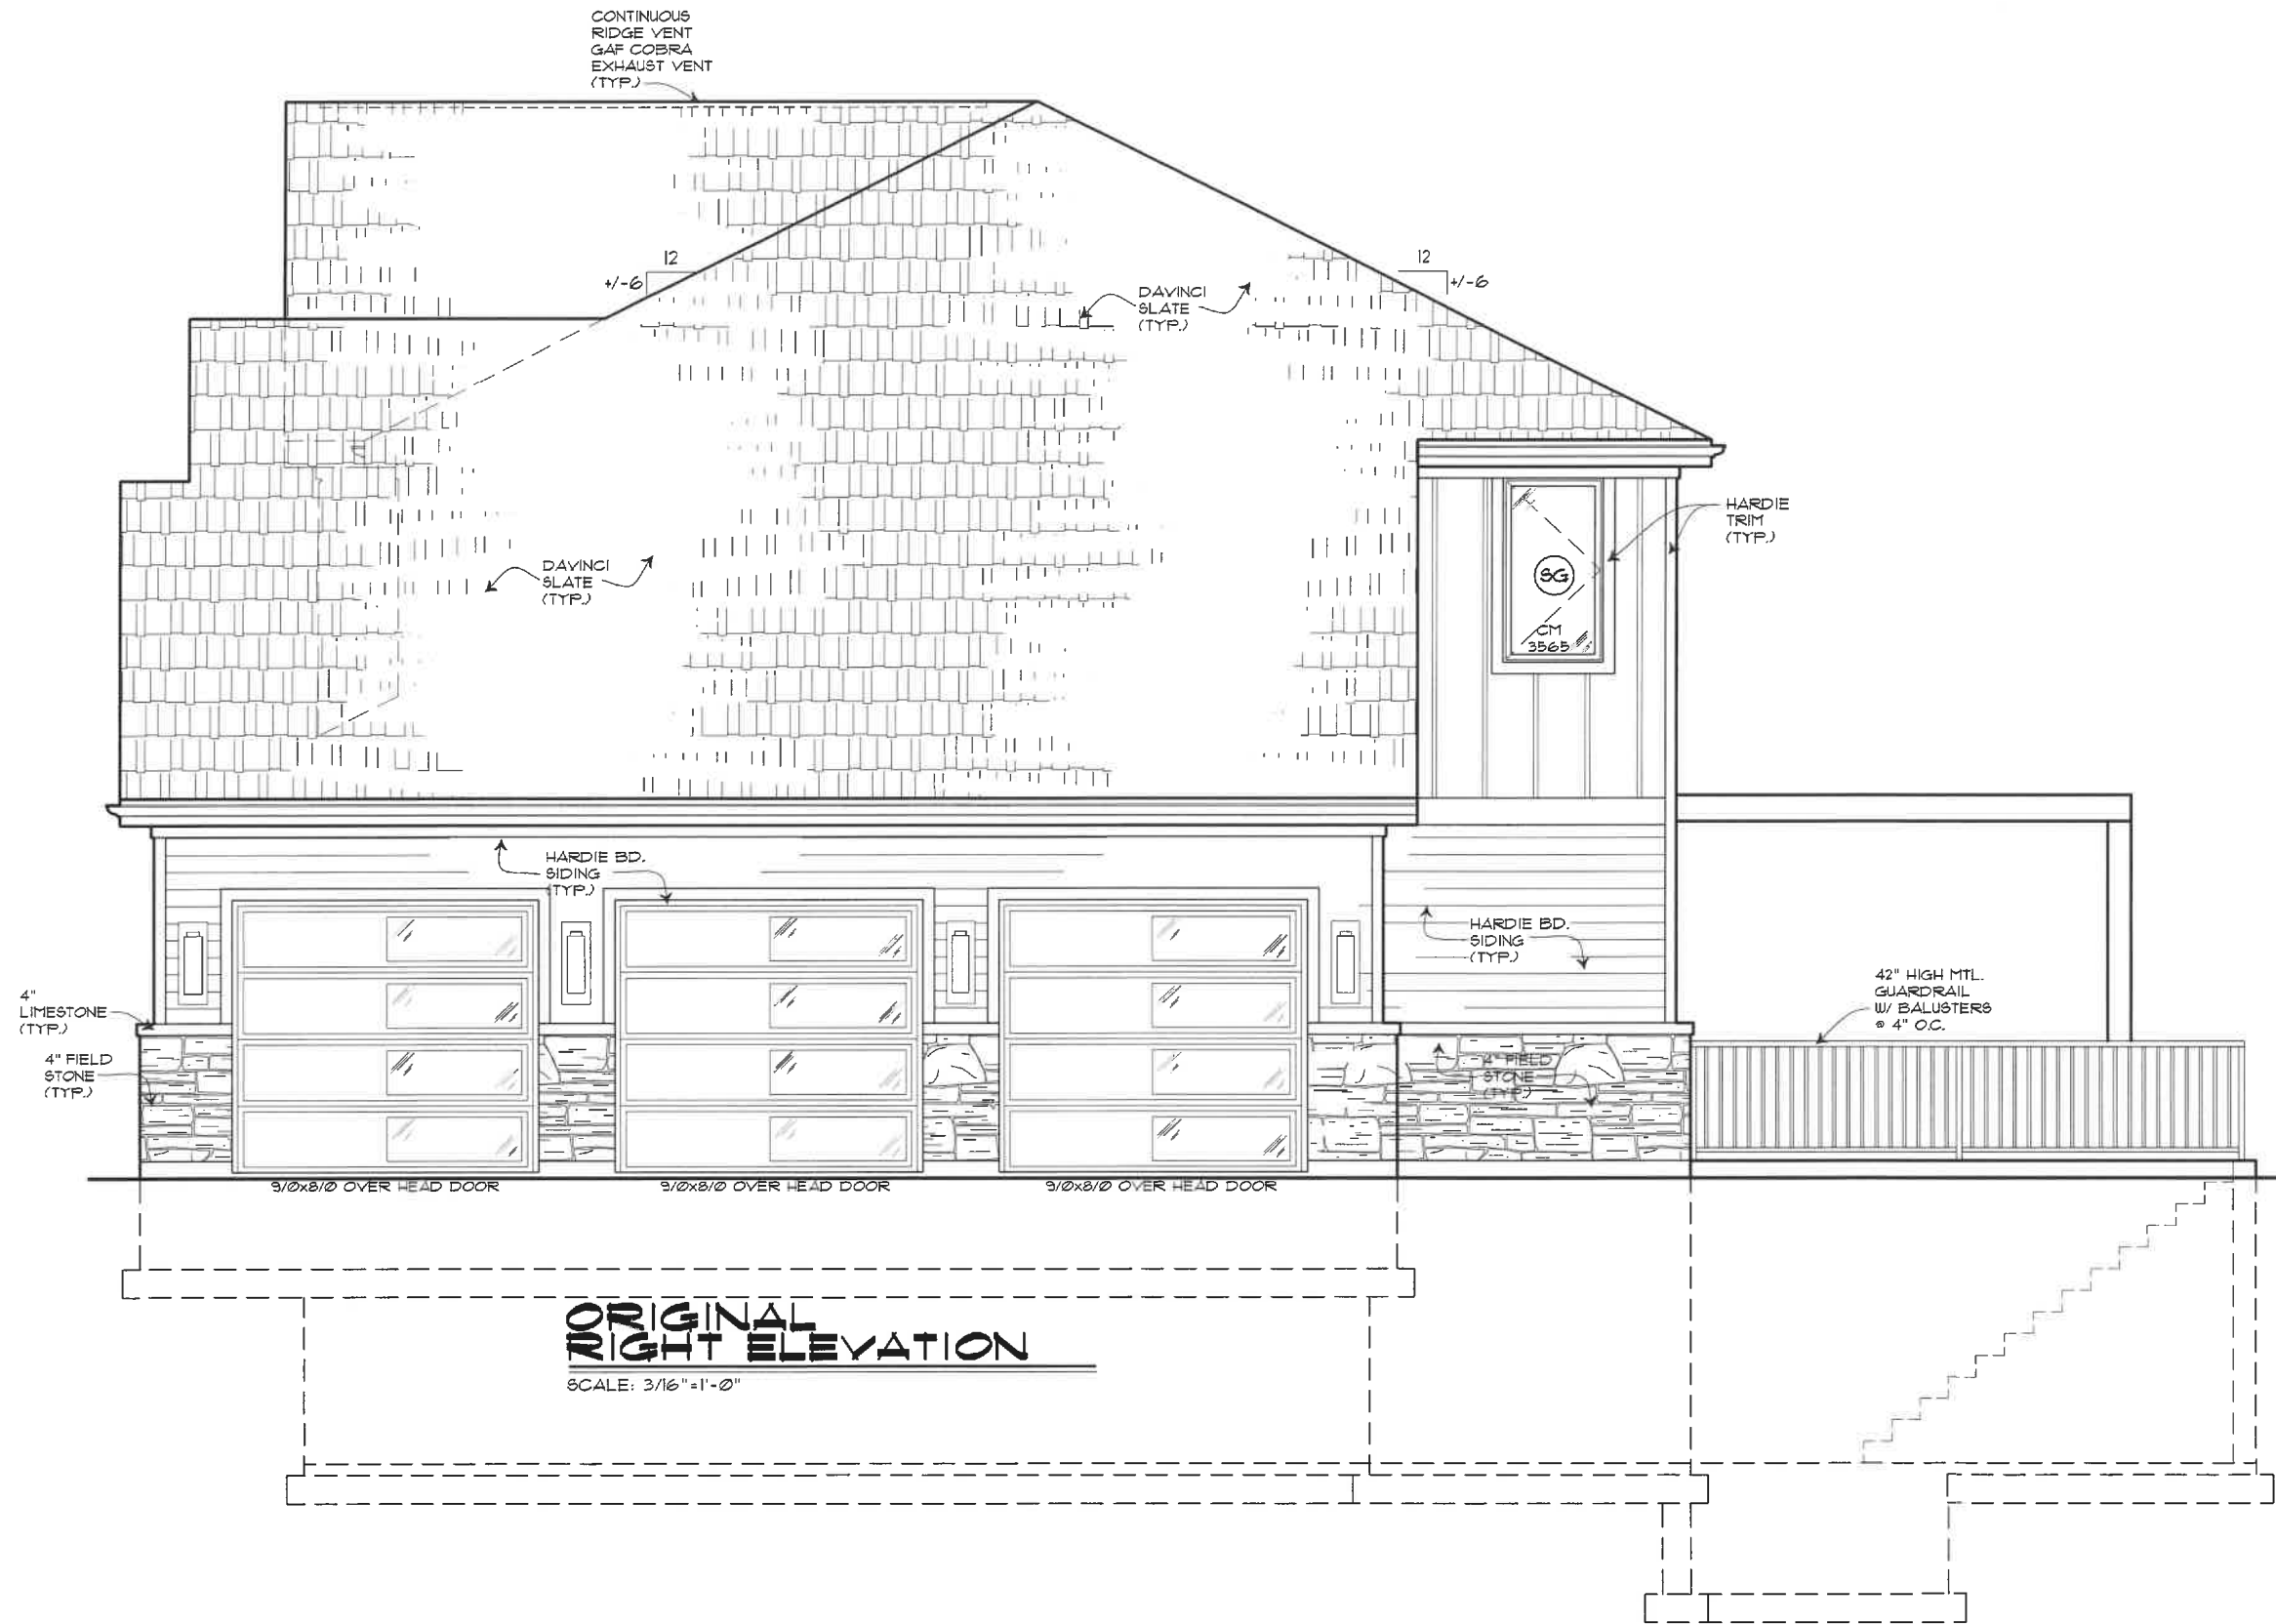 CONTINUOUS
RIDGE VENT
GAF COBRA
EXHAUST VENT
(TYP.)
12
+/-6
12
+/-6
DAVINCI
SLATE
(TYP.)
HARDIE
TRIM
(TYP.)
SG
CM
3565
DAVINCI
SLATE
(TYP.)
HARDIE BD.
SIDING
(TYP.)
HARDIE BD.
SIDING
(TYP.)
42" HIGH MTL.
GUARDRAIL
W/ BALUSTERS
@ 4" O.C.
4"
LIMESTONE
(TYP.)
4" FIELD
STONE
(TYP.)
4" FIELD
STONE
(TYP.)
9/0x8/0 OVER HEAD DOOR
9/0x8/0 OVER HEAD DOOR
9/0x8/0 OVER HEAD DOOR
ORIGINAL
RIGHT ELEVATION
SCALE: 3/16"=1'-0"